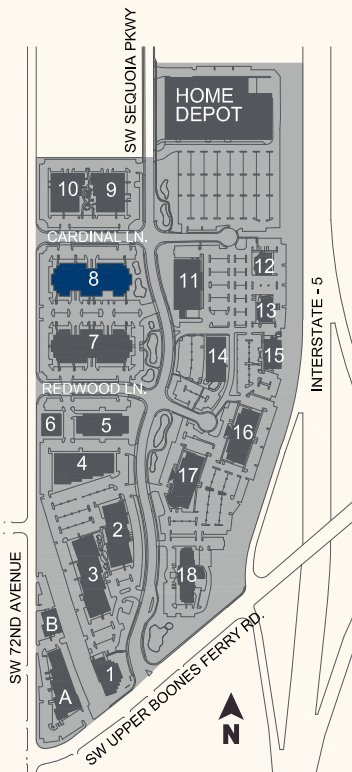 SW SEQUOIA PKWY
HOME
DEPOT
10
9
CARDINAL LN.
8
11
12
13
INTERSTATE - 5
7
14
15
REDWOOD LN.
6
5
16
4
17
2
3
18
SW 72ND AVENUE
B
A
1
SW UPPER BOONES FERRY RD.
N